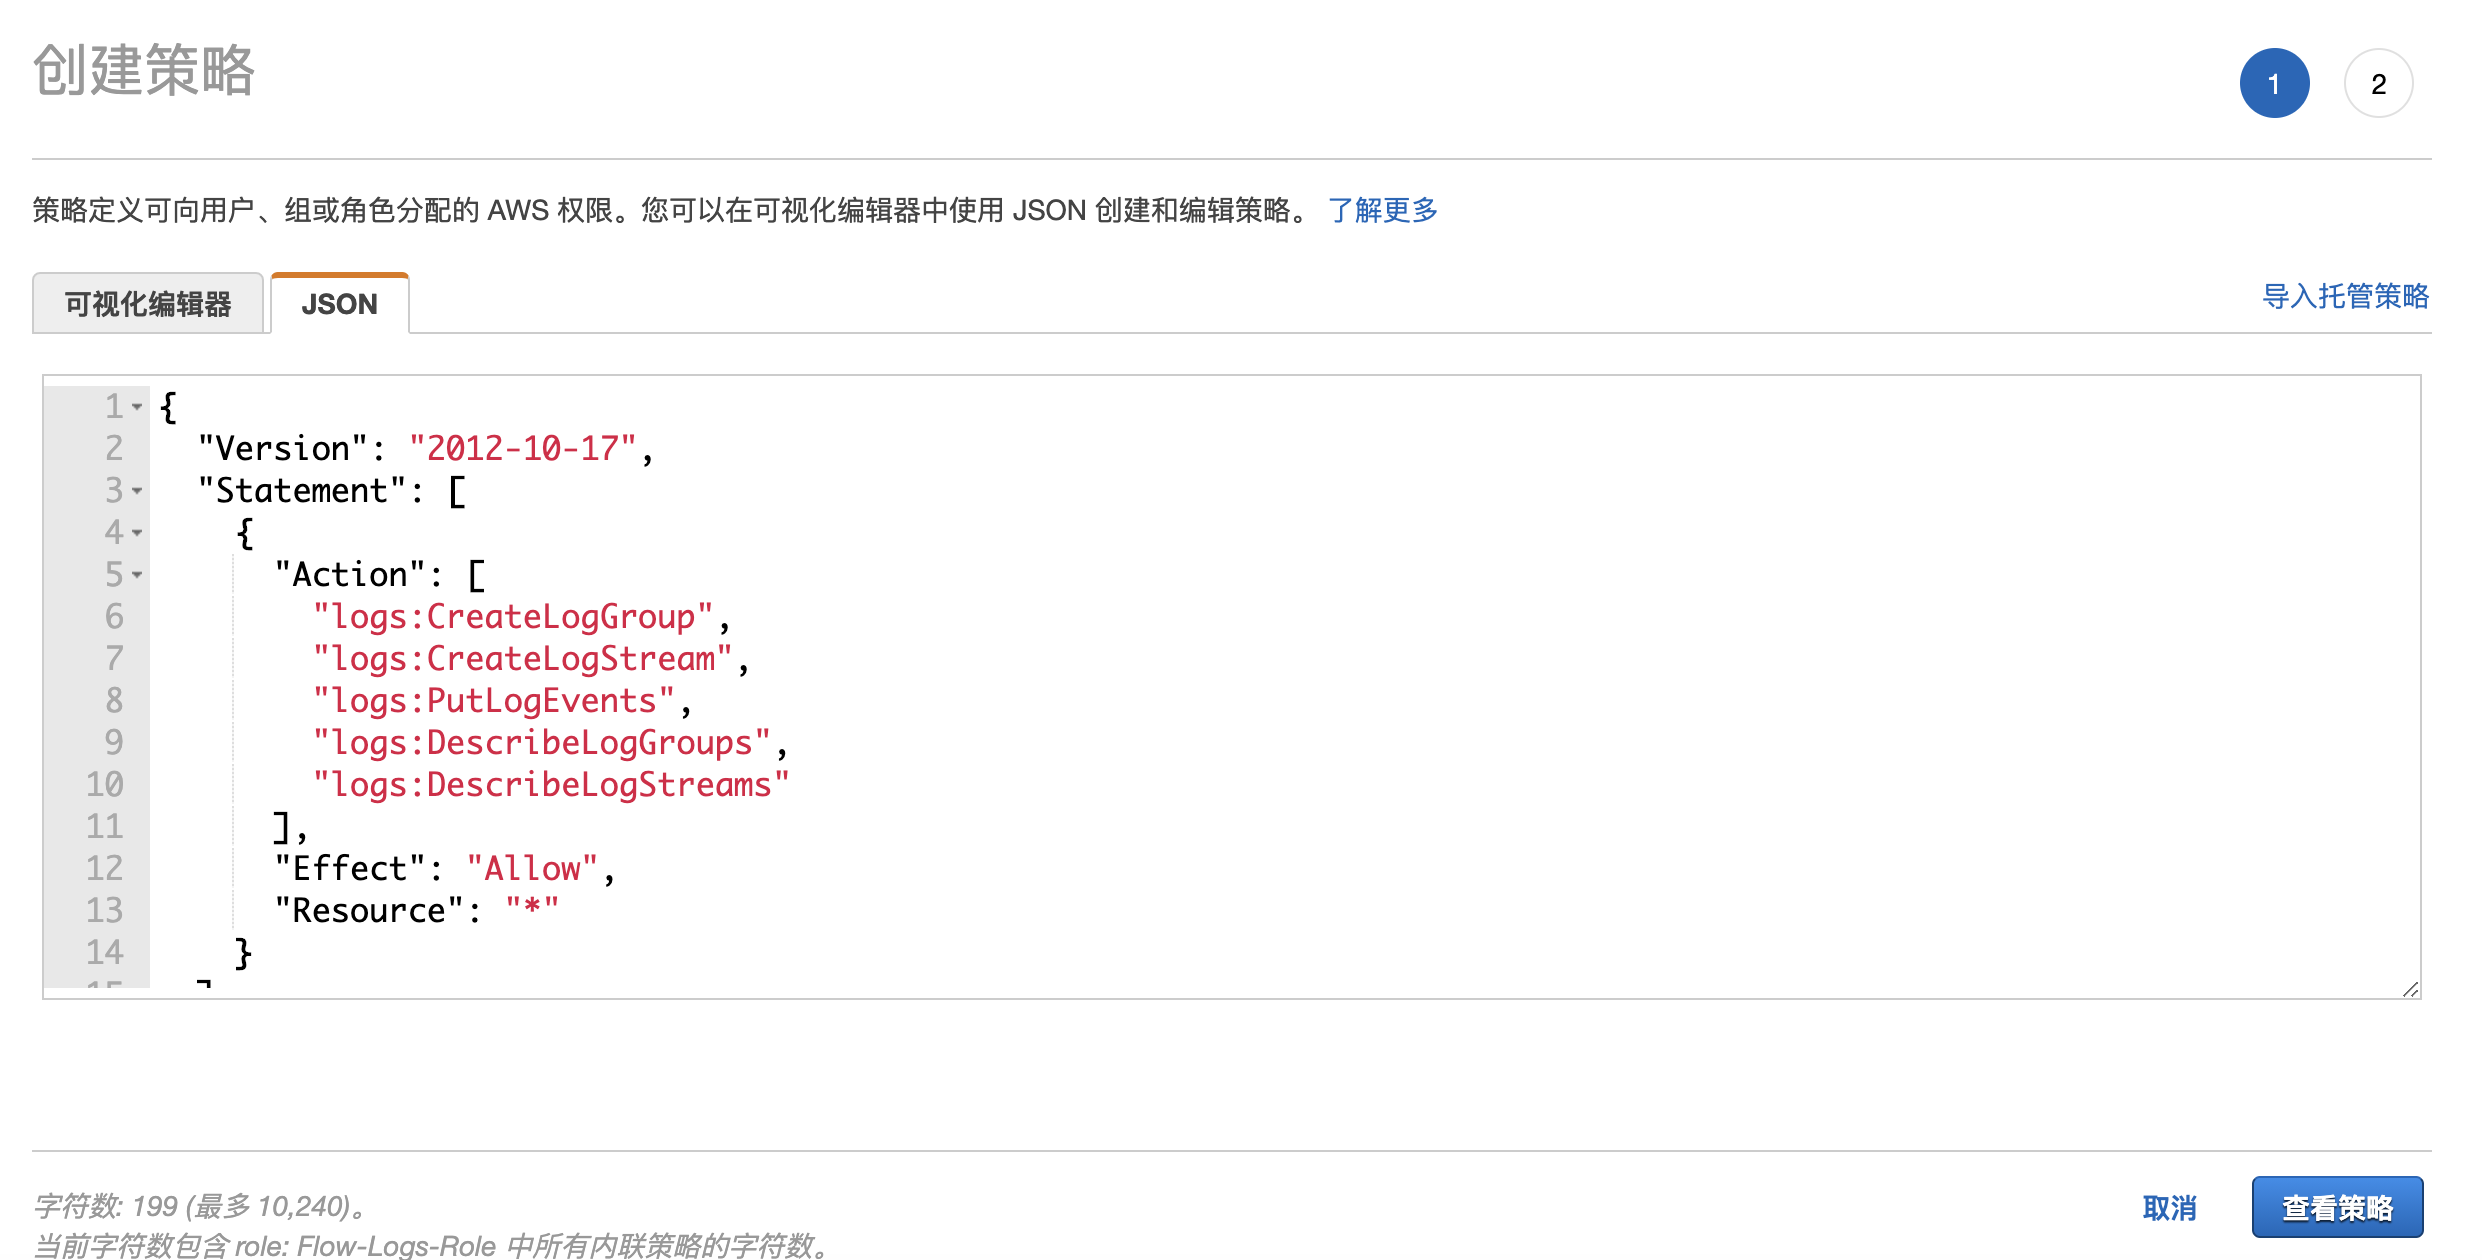 创建策略
1 2
策略定义可向用户、组或角色分配的 AWS 权限。您可以在可视化编辑器中使用 JSON 创建和编辑策略。 了解更多
可视化编辑器 JSON 导入托管策略
1 {
2 "Version": "2012-10-17",
3 "Statement": [
4 {
5 "Action": [
6 "logs:CreateLogGroup",
7 "logs:CreateLogStream",
8 "logs:PutLogEvents",
9 "logs:DescribeLogGroups",
10 "logs:DescribeLogStreams"
11 ],
12 "Effect": "Allow",
13 "Resource": "*"
14 }
15 ]
字符数: 199 (最多 10,240)。 取消 查看策略
当前字符数包含 role: Flow-Logs-Role 中所有内联策略的字符数。